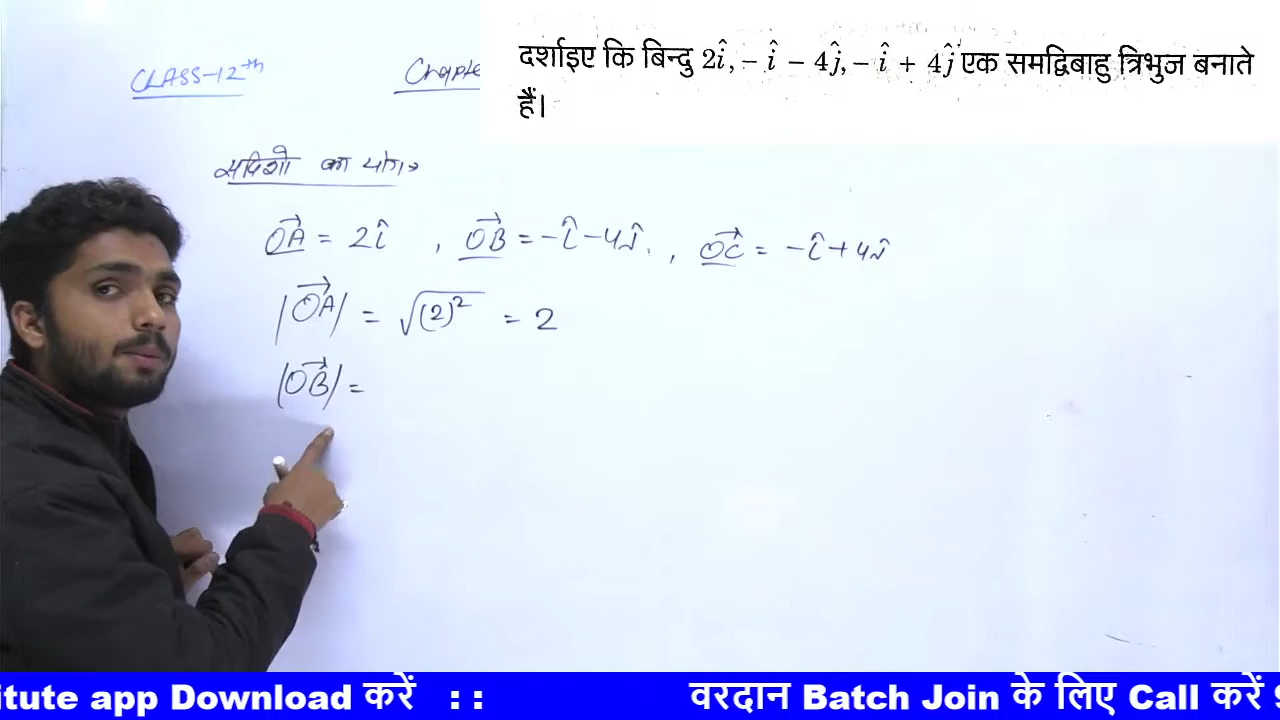 दर्शाइए कि बिन्दु 2î, − î − 4ĵ, − î + 4ĵ एक समद्विबाहु त्रिभुज बनाते
हैं।
CLASS-12th Chapte
का योग→
OA⃗ = 2î , OB⃗ = -î-4ĵ. , OC⃗ = -î+4ĵ
|OA⃗| = √(2)² = 2
|OB⃗| =
itute app Download करें : : वरदान Batch Join के लिए Call करें 9